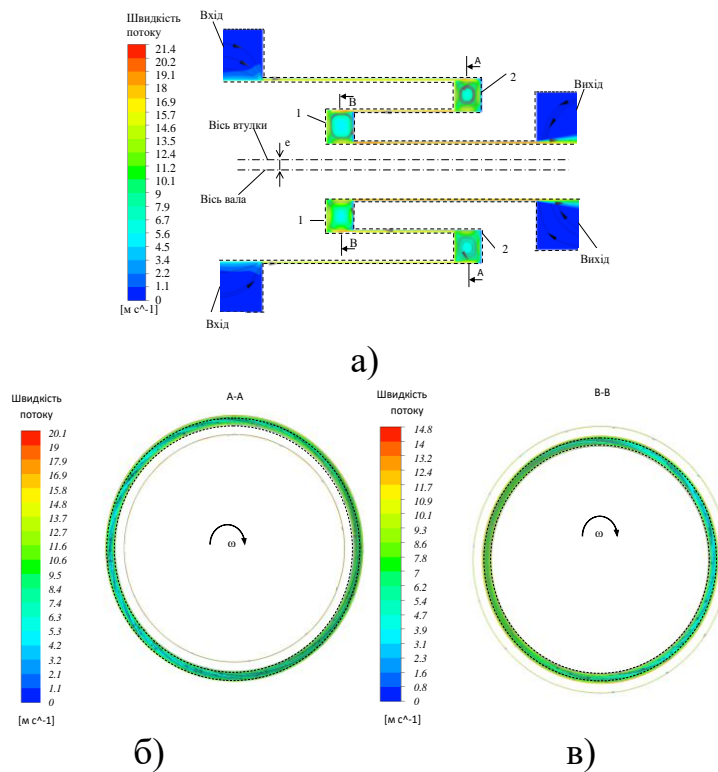 Швидкість
потоку
21.4
20.2
19.1
18
16.9
15.7
14.6
13.5
12.4
11.2
10.1
9
7.9
6.7
5.6
4.5
3.4
2.2
1.1
0
[м с^-1]
Вхід
A
2
B
1
Вихід
Вісь втулки
e
Вісь вала
1
B
2
A
Вихід
Вхід
а)
Швидкість
потоку
20.1
19
17.9
16.9
15.8
14.8
13.7
12.7
11.6
10.6
9.5
8.4
7.4
6.3
5.3
4.2
3.2
2.1
1.1
0
[м с^-1]
A-A
ω
б)
Швидкість
потоку
14.8
14
13.2
12.4
11.7
10.9
10.1
9.3
8.6
7.8
7
6.2
5.4
4.7
3.9
3.1
2.3
1.6
0.8
0
[м с^-1]
B-B
ω
в)